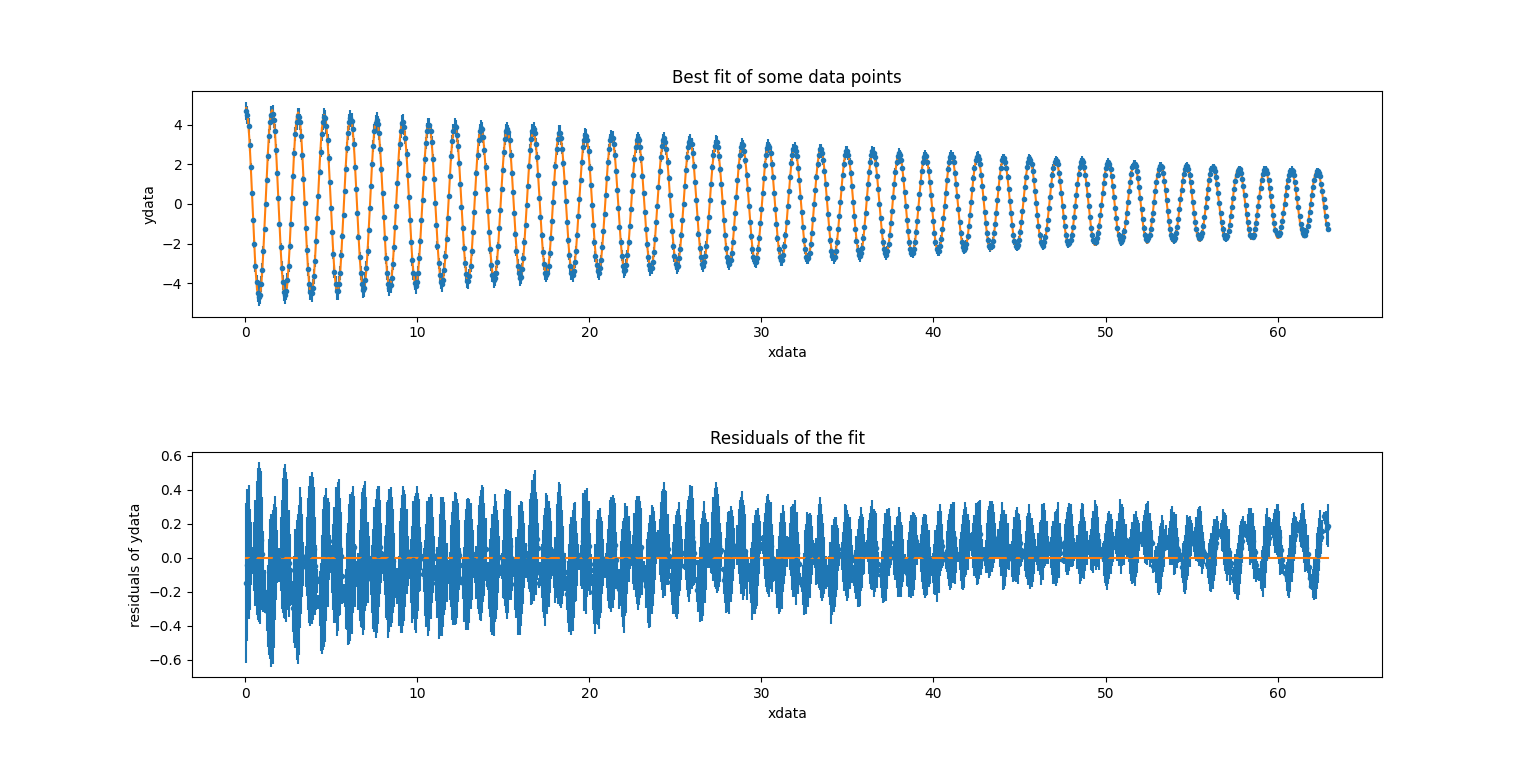 Best fit of some data points
4
2
0
−2
−4
ydata
0 10 20 30 40 50 60
xdata
Residuals of the fit
0.6
0.4
0.2
0.0
−0.2
−0.4
−0.6
residuals of ydata
0 10 20 30 40 50 60
xdata